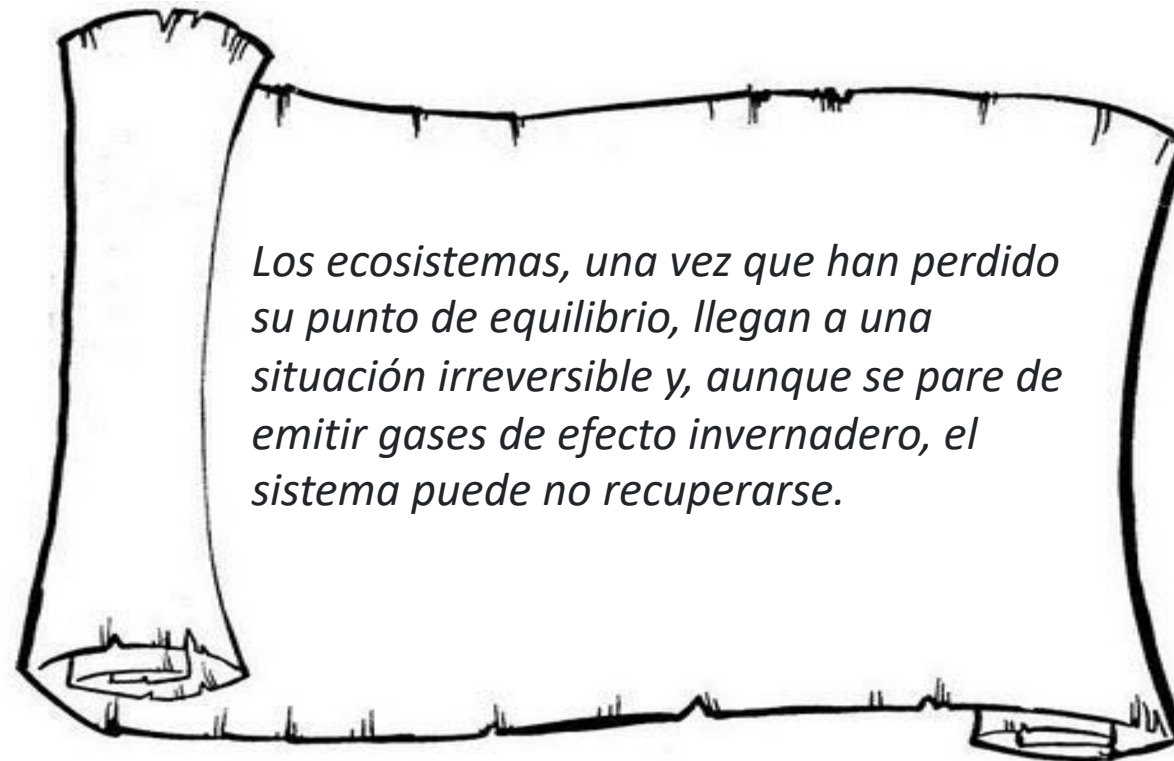 Los ecosistemas, una vez que han perdido
su punto de equilibrio, llegan a una
situación irreversible y, aunque se pare de
emitir gases de efecto invernadero, el
sistema puede no recuperarse.